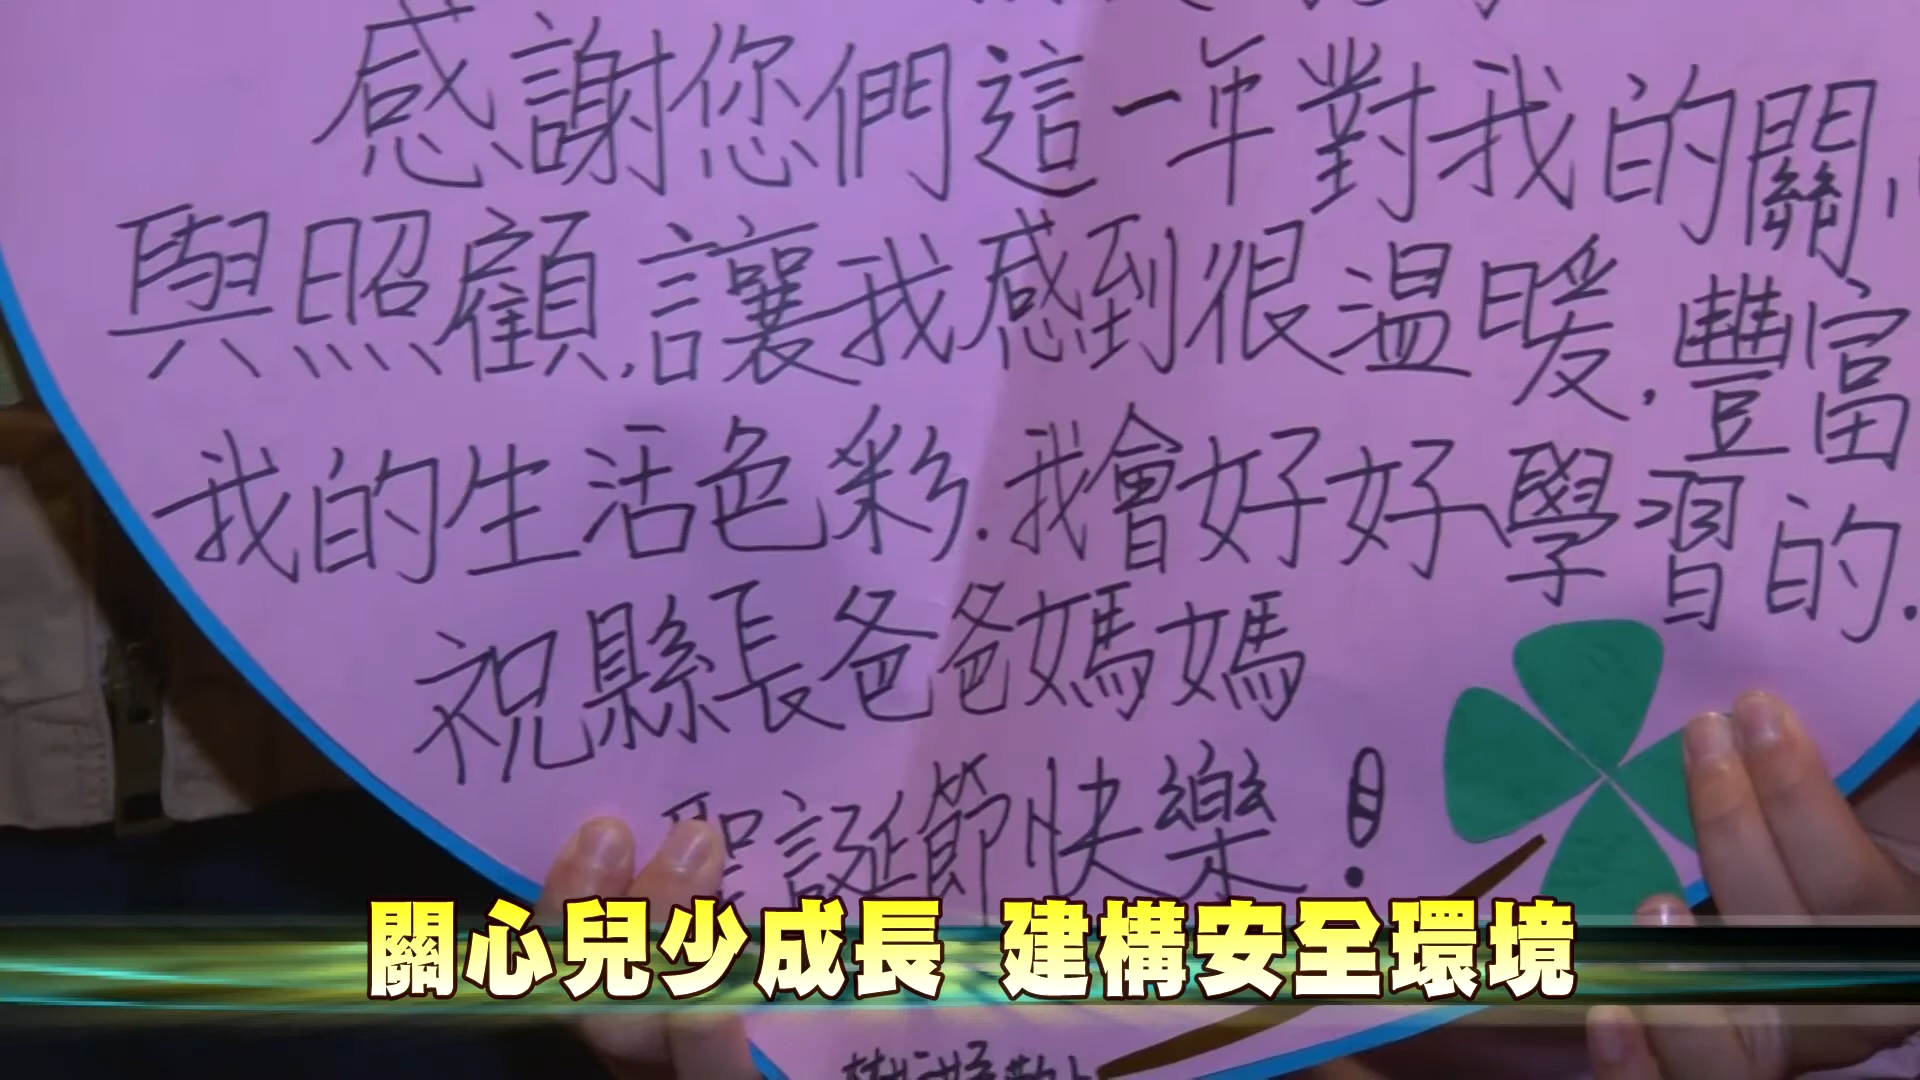 感謝您們這一年對我的關
與照顧,讓我感到很溫暖,豐富
我的生活色彩.我會好好學習的.
祝縣長爸爸媽媽
聖誕節快樂!
關心兒少成長 建構安全環境